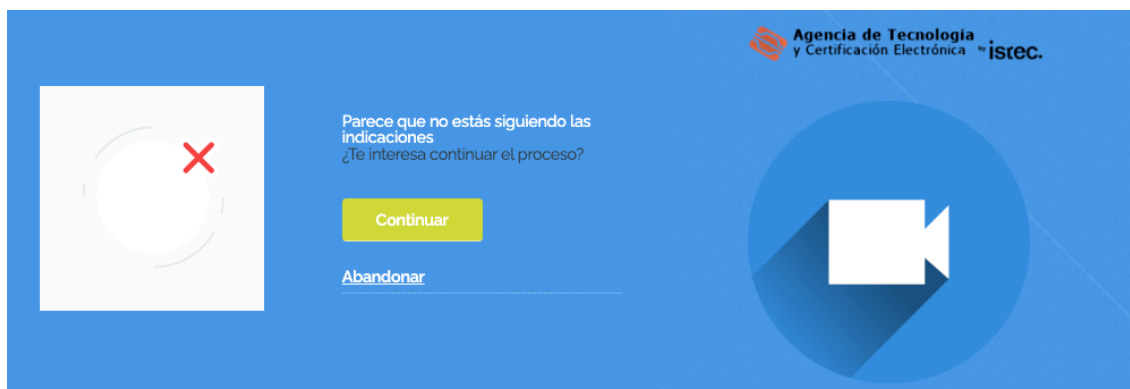 Agencia de Tecnología
y Certificación Electrónica by istec.
Parece que no estás siguiendo las
indicaciones
¿Te interesa continuar el proceso?
Continuar
Abandonar